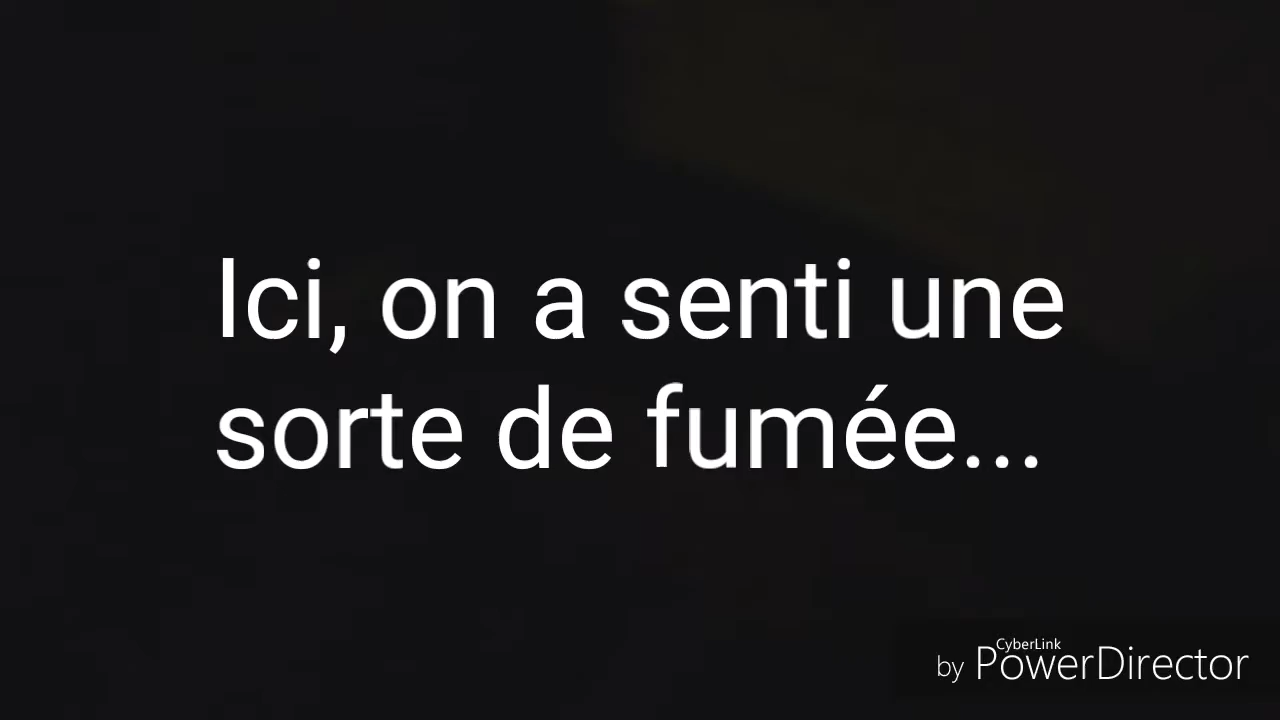 Ici, on a senti une
sorte de fumée...
CyberLink
by PowerDirector